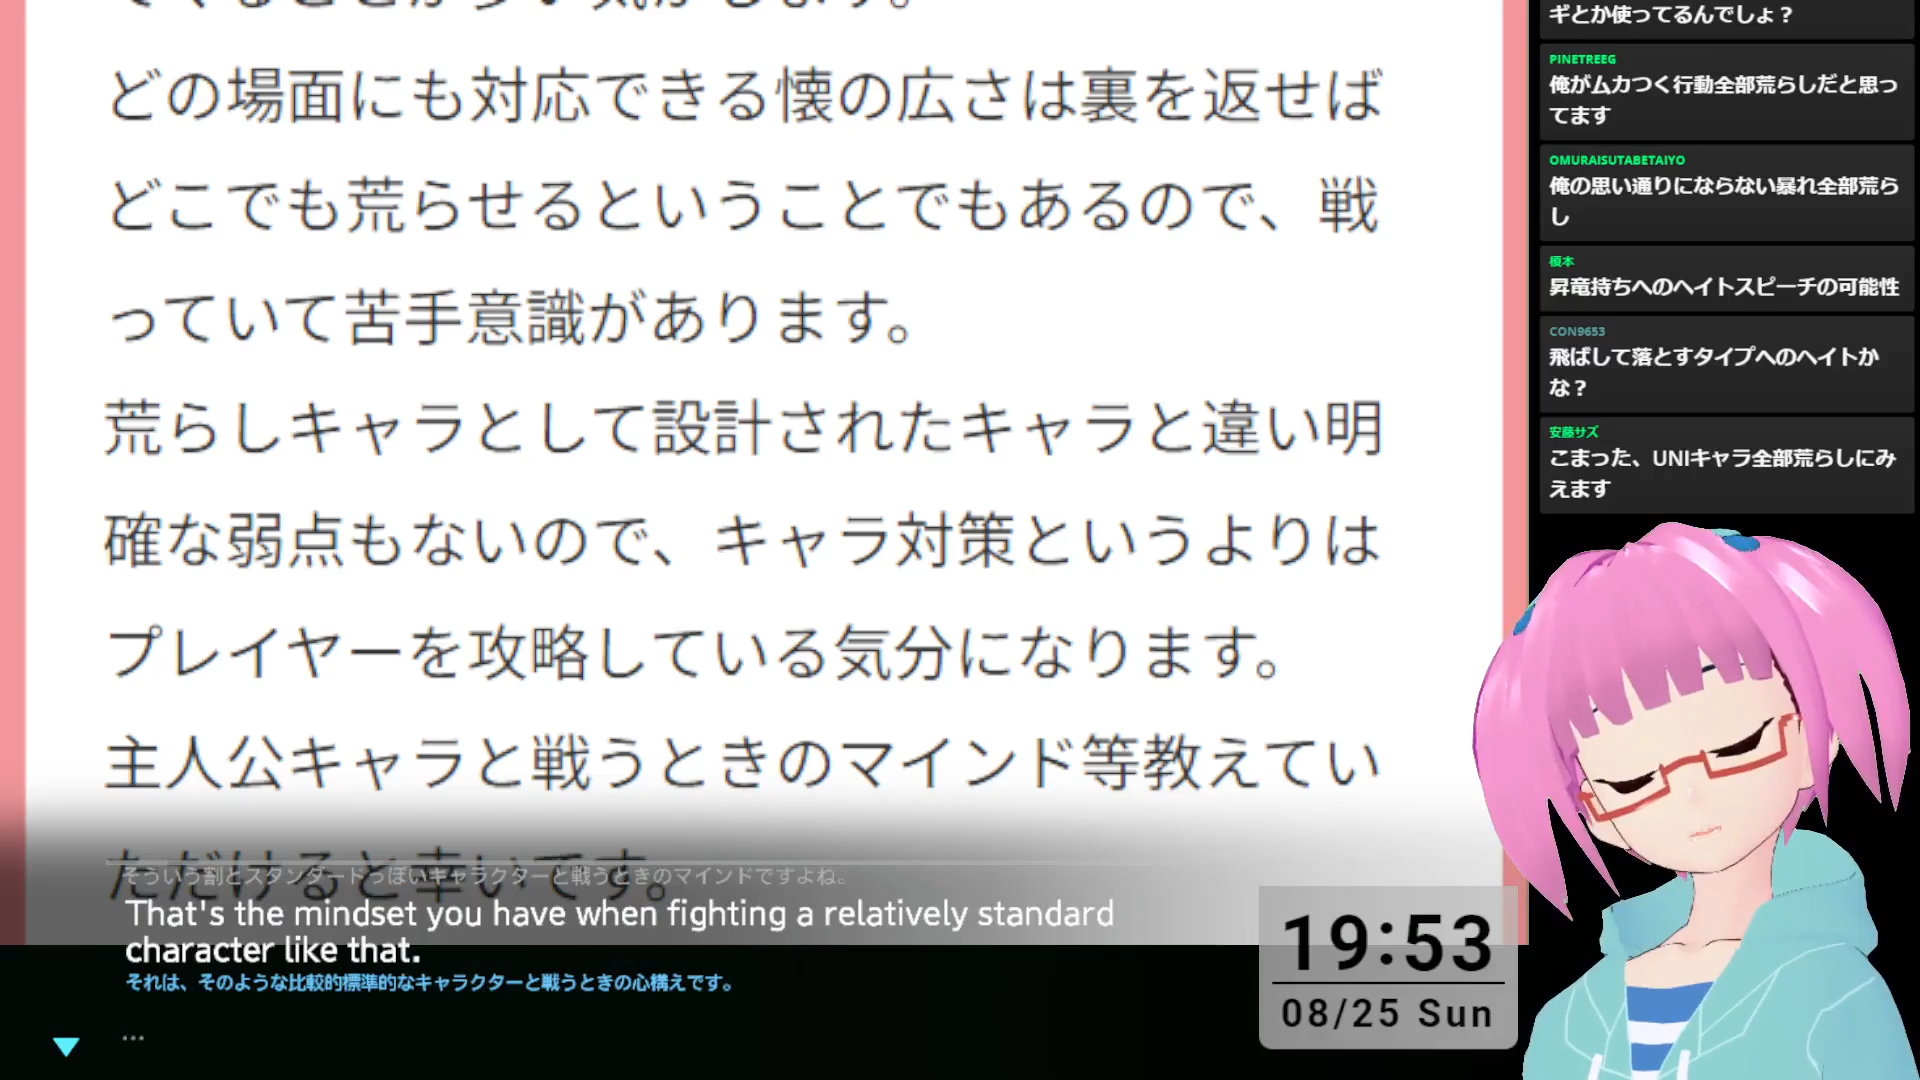 どの場面にも対応できる懐の広さは裏を返せば
どこでも荒らせるということでもあるので、戦
っていて苦手意識があります。
荒らしキャラとして設計されたキャラと違い明
確な弱点もないので、キャラ対策というよりは
プレイヤーを攻略している気分になります。
主人公キャラと戦うときのマインド等教えてい
ただけると幸いです。
そういう割とスタンダードっぽいキャラクターと戦うときのマインドですよね。
That's the mindset you have when fighting a relatively standard
character like that.
それは、そのような比較的標準的なキャラクターと戦うときの心構えです。
...
19:53
08/25 Sun
ギとか使ってるんでしょ？
PINETREEG
俺がムカつく行動全部荒らしだと思っ
てます
OMURAISUTABETAIYO
俺の思い通りにならない暴れ全部荒ら
し
榎本
昇竜持ちへのヘイトスピーチの可能性
CON9653
飛ばして落とすタイプへのヘイトか
な？
安藤サズ
こまった、UNIキャラ全部荒らしにみ
えます